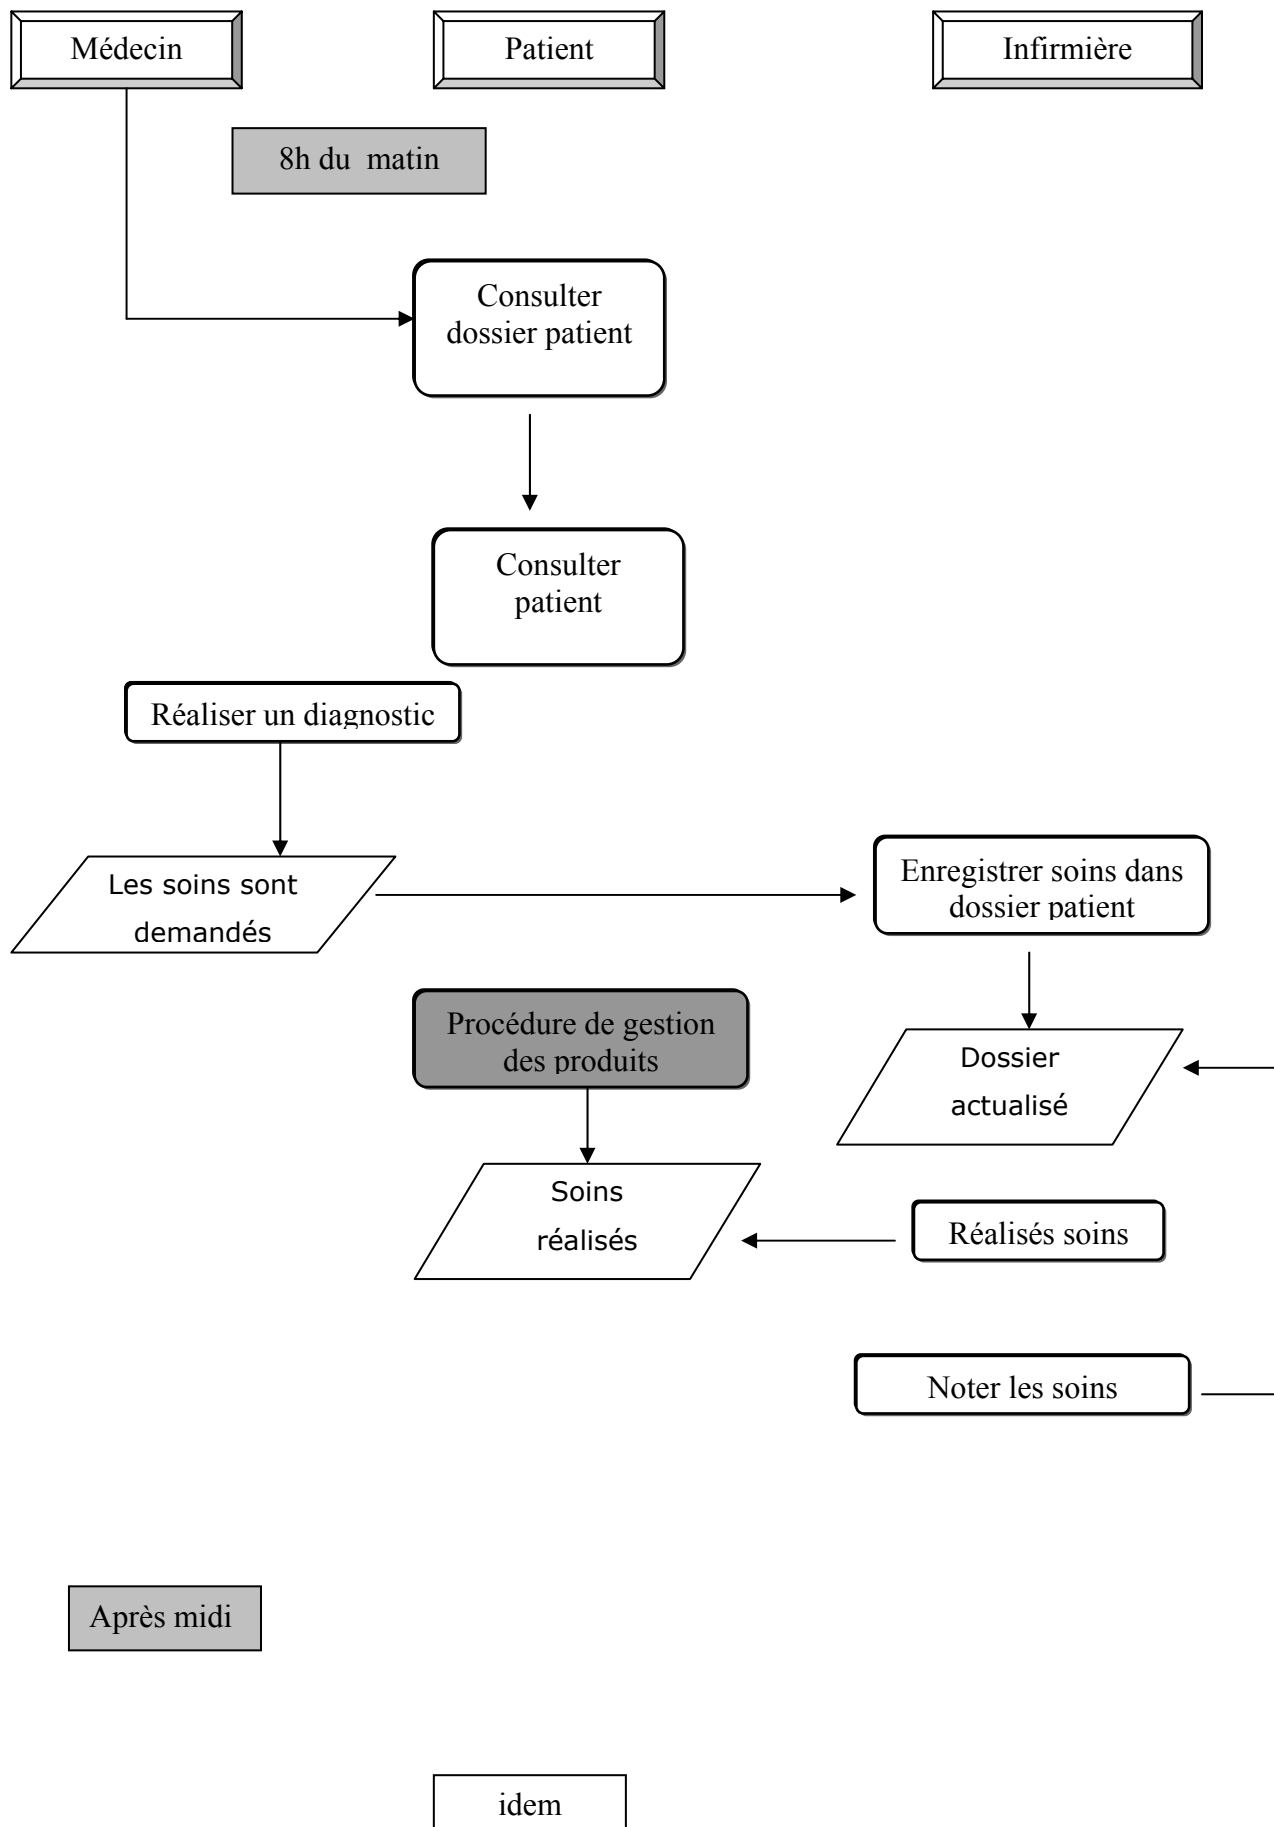 Médecin
Patient
Infirmière
8h du  matin
Consulter
dossier patient
Consulter
patient
Réaliser un diagnostic
Les soins sont
demandés
Enregistrer soins dans
dossier patient
Procédure de gestion
des produits
Dossier
actualisé
Soins
réalisés
Réalisés soins
Noter les soins
Après midi
idem